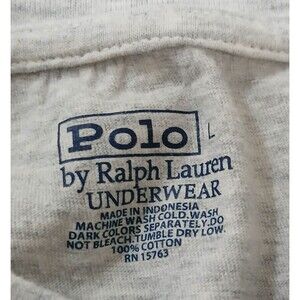 Polo L
by Ralph Lauren
UNDERWEAR
MADE IN INDONESIA
MACHINE WASH COLD.WASH
DARK COLORS SEPARATELY.DO
NOT BLEACH.TUMBLE DRY LOW.
100% COTTON
RN 15763